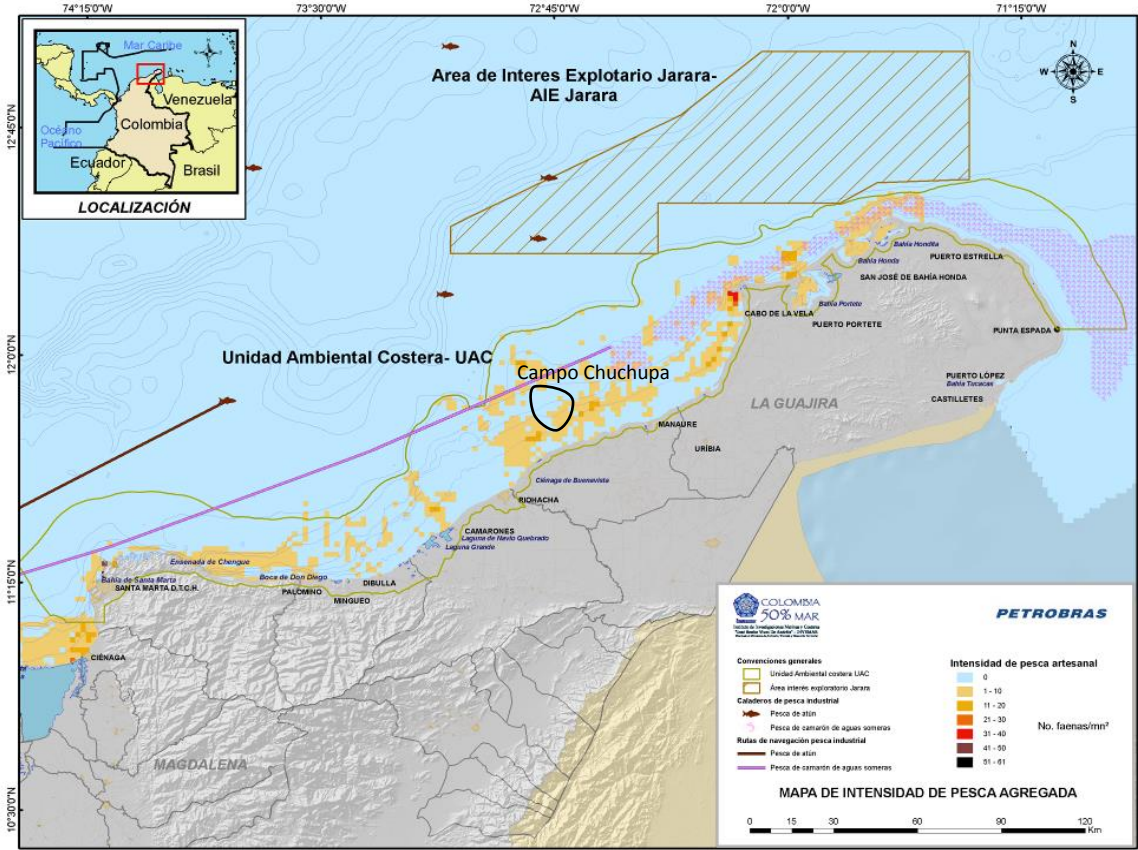 74°15'0"W
73°30'0"W
72°45'0"W
72°0'0"W
71°15'0"W
12°45'0"N
12°0'0"N
11°15'0"N
10°30'0"N
Mar Caribe
Venezuela
Colombia
Océano
Pacífico
Ecuador
Brasil
LOCALIZACIÓN
Area de Interes Explotario Jarara-
AIE Jarara
N
W
E
S
Bahía Hondita
PUERTO ESTRELLA
Bahía Honda
SAN JOSÉ DE BAHÍA HONDA
Bahía Portete
CABO DE LA VELA
PUERTO PORTETE
PUNTA ESPADA
Unidad Ambiental Costera- UAC
Campo Chuchupa
PUERTO LÓPEZ
Bahía Tucacas
CASTILLETES
LA GUAJIRA
MANAURE
URÍBIA
Ciénaga de Buenavista
RIOHACHA
CAMARONES
Laguna de Navío Quebrado
Laguna Grande
Ensenada de Chengue
Boca de Don Diego
DIBULLA
Bahía de Santa Marta
SANTA MARTA D.T.C.H.
PALOMINO
MINGUEO
CIÉNAGA
MAGDALENA
COLOMBIA
50% MAR
PETROBRAS
Convenciones generales
Unidad Ambiental costera UAC
Área interés exploratorio Jarara
Caladeros de pesca industrial
Pesca de atún
Pesca de camarón de aguas someras
Rutas de navegación pesca industrial
Pesca de atún
Pesca de camarón de aguas someras
Intensidad de pesca artesanal
0
1 - 10
11 - 20
21 - 30
31 - 40
41 - 50
51 - 61
No. faenas/mn²
MAPA DE INTENSIDAD DE PESCA AGREGADA
0 15 30 60 90 120
Km